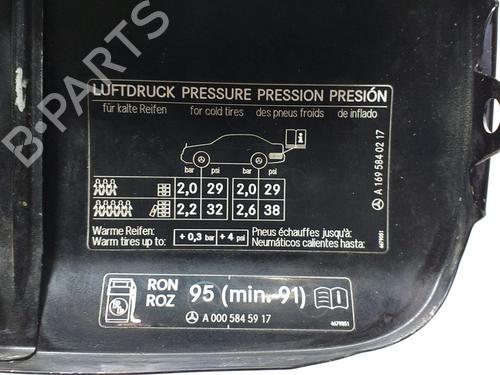 B-PARTS
LUFTDRUCK PRESSURE PRESSION PRESIÓN
für kalte Reifen for cold tires des pneus froids de inflado
bar psi bar psi
2,0 29 2,0 29
2,2 32 2,6 38
Warme Reifen: Pneus échauffes jusqu'à:
Warm tires up to: + 0,3 bar + 4 psi Neumáticos calientes hasta:
A 169 584 02 17
4679951
RON
ROZ 95 (min. 91)
A 000 584 59 17
4679851